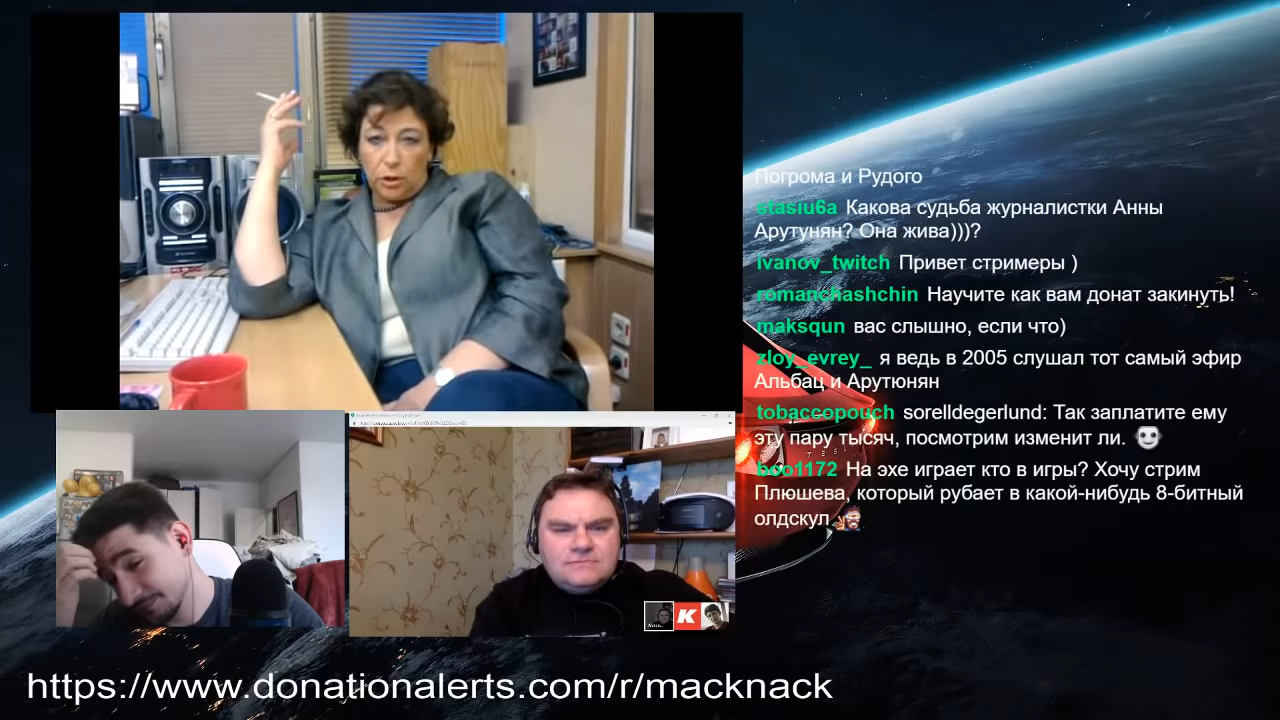 Погрома и Рудого
stasiu6a Какова судьба журналистки Анны
Арутунян? Она жива)))?
ivanov_twitch Привет стримеры )
romanchashchin Научите как вам донат закинуть!
maksqun вас слышно, если что)
zloy_evrey_ я ведь в 2005 слушал тот самый эфир
Альбац и Арутюнян
tobaccopouch sorelldegerlund: Так заплатите ему
эту пару тысяч, посмотрим изменит ли.
boo1172 На эхе играет кто в игры? Хочу стрим
Плюшева, который рубает в какой-нибудь 8-битный
олдскул
K
https://www.donationalerts.com/r/macknack